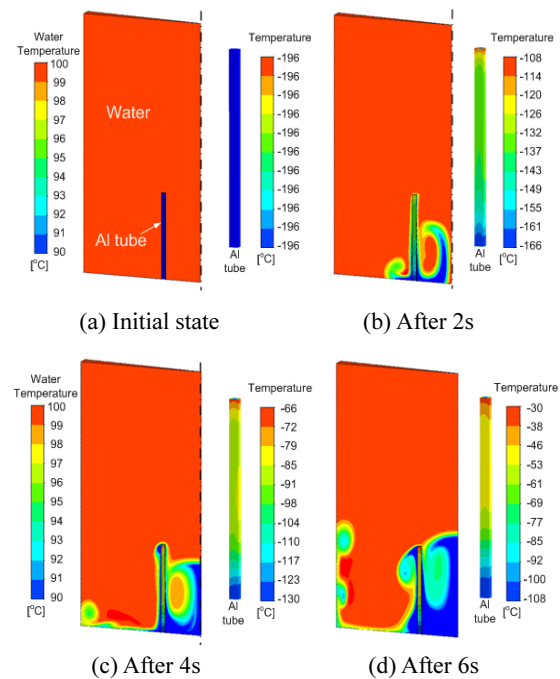 Water
Temperature
100
99
98
97
96
95
94
93
92
91
90
[°C]
Water
Al tube
Al
tube
Temperature
-196
-196
-196
-196
-196
-196
-196
-196
-196
-196
-196
[°C]
(a) Initial state
Al
tube
Temperature
-108
-114
-120
-126
-132
-137
-143
-149
-155
-161
-166
[°C]
(b) After 2s
Water
Temperature
100
99
98
97
96
95
94
93
92
91
90
[°C]
Al
tube
Temperature
-66
-72
-79
-85
-91
-98
-104
-110
-117
-123
-130
[°C]
(c) After 4s
Al
tube
Temperature
-30
-38
-46
-53
-61
-69
-77
-84
-92
-100
-108
[°C]
(d) After 6s